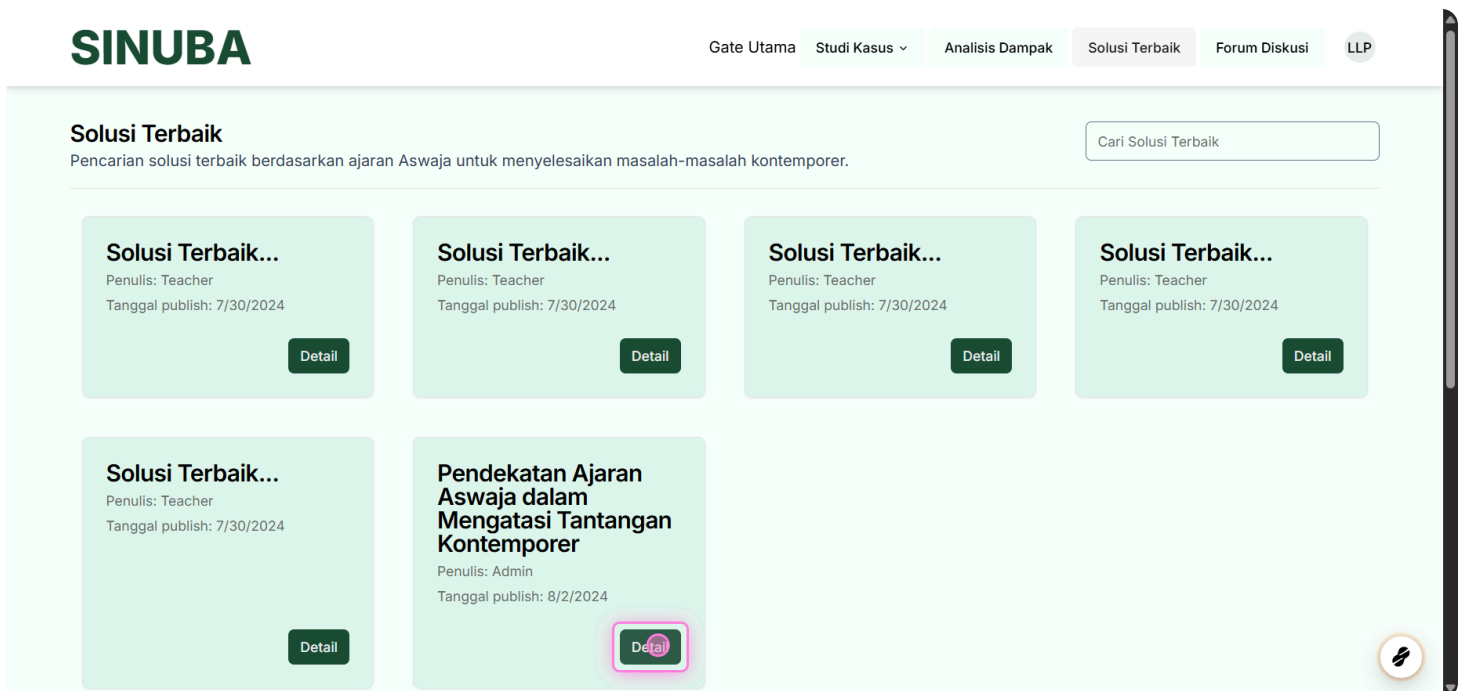 SINUBA
Gate Utama
Studi Kasus
Analisis Dampak
Solusi Terbaik
Forum Diskusi
LLP
Solusi Terbaik
Pencarian solusi terbaik berdasarkan ajaran Aswaja untuk menyelesaikan masalah-masalah kontemporer.
Cari Solusi Terbaik
Solusi Terbaik...
Penulis: Teacher
Tanggal publish: 7/30/2024
Detail
Solusi Terbaik...
Penulis: Teacher
Tanggal publish: 7/30/2024
Detail
Solusi Terbaik...
Penulis: Teacher
Tanggal publish: 7/30/2024
Detail
Solusi Terbaik...
Penulis: Teacher
Tanggal publish: 7/30/2024
Detail
Solusi Terbaik...
Penulis: Teacher
Tanggal publish: 7/30/2024
Detail
Pendekatan Ajaran
Aswaja dalam
Mengatasi Tantangan
Kontemporer
Penulis: Admin
Tanggal publish: 8/2/2024
Detail